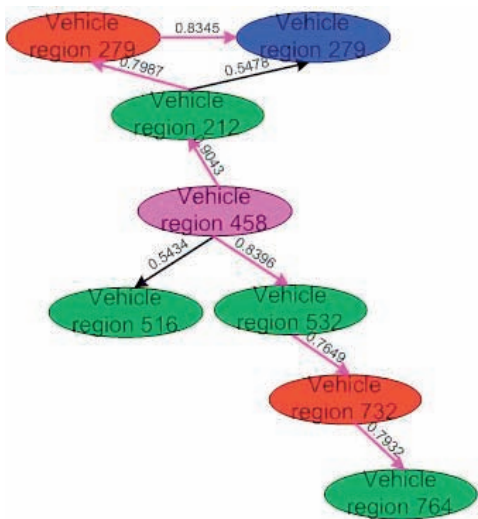 Vehicle
region 279
0.8345
Vehicle
region 279
0.7987
0.5478
Vehicle
region 212
0.9043
Vehicle
region 458
0.5434
0.8396
Vehicle
region 516
Vehicle
region 532
0.7649
Vehicle
region 732
0.7932
Vehicle
region 764